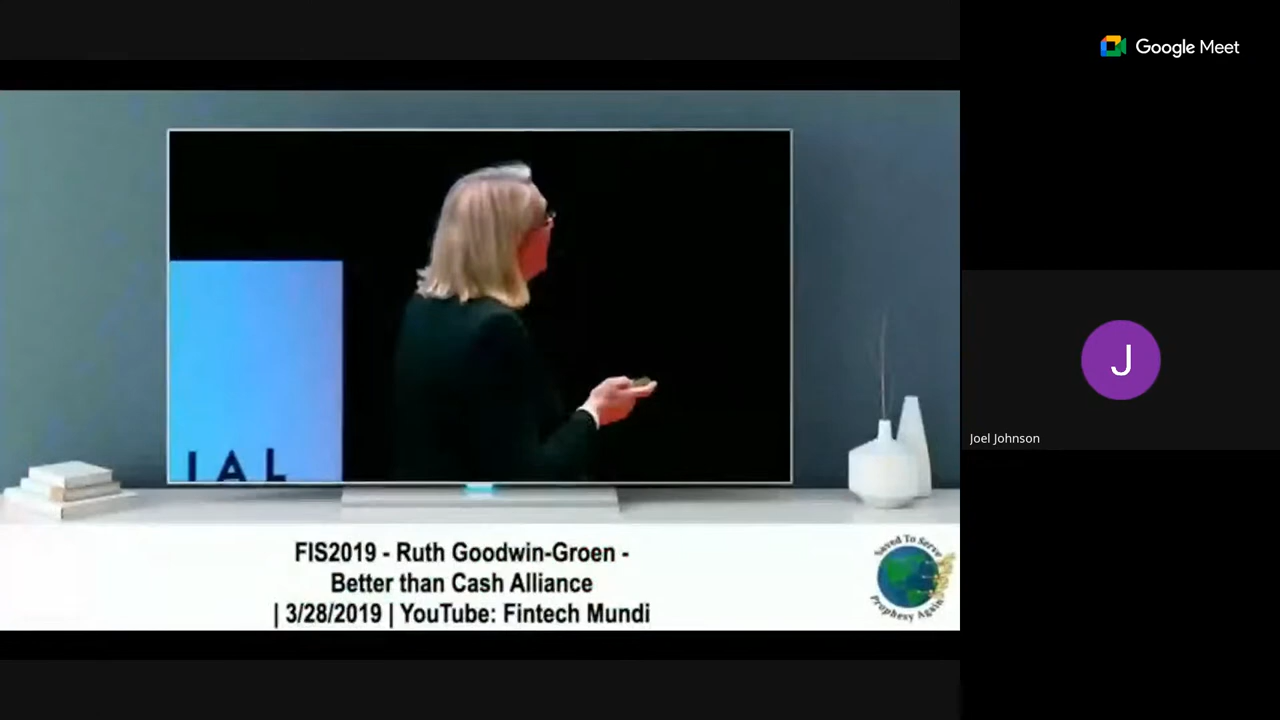 Google Meet
I A L
FIS2019 - Ruth Goodwin-Groen -
Better than Cash Alliance
| 3/28/2019 | YouTube: Fintech Mundi
Saved To Serve
Prophesy Again
J
Joel Johnson